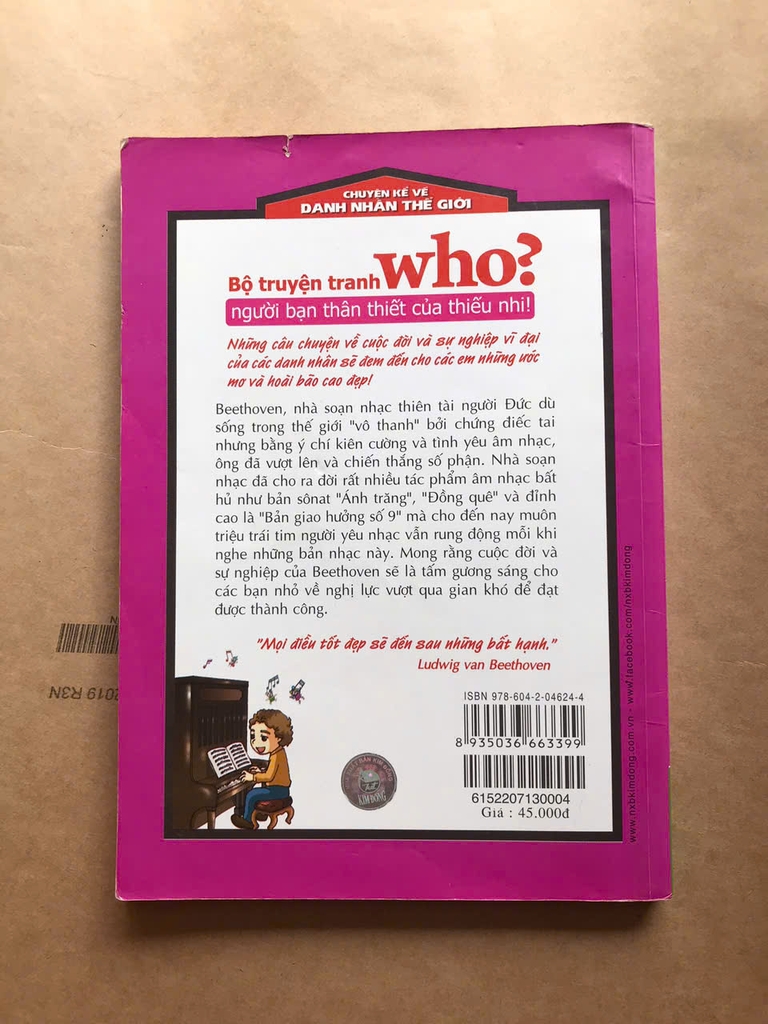 CHUYỆN KỂ VỀ
DANH NHÂN THẾ GIỚI
Bộ truyện tranh who?
người bạn thân thiết của thiếu nhi!
Những câu chuyện về cuộc đời và sự nghiệp vĩ đại
của các danh nhân sẽ đem đến cho các em những ước
mơ và hoài bão cao đẹp!
Beethoven, nhà soạn nhạc thiên tài người Đức dù
sống trong thế giới "vô thanh" bởi chứng điếc tai
nhưng bằng ý chí kiên cường và tình yêu âm nhạc,
ông đã vượt lên và chiến thắng số phận. Nhà soạn
nhạc đã cho ra đời rất nhiều tác phẩm âm nhạc bất
hủ như bản sônat "Ánh trăng", "Đồng quê" và đỉnh
cao là "Bản giao hưởng số 9" mà cho đến nay muôn
triệu trái tim người yêu nhạc vẫn rung động mỗi khi
nghe những bản nhạc này. Mong rằng cuộc đời và
sự nghiệp của Beethoven sẽ là tấm gương sáng cho
các bạn nhỏ về nghị lực vượt qua gian khó để đạt
được thành công.
"Mọi điều tốt đẹp sẽ đến sau những bất hạnh."
Ludwig van Beethoven
ISBN 978-604-2-04624-4
8 935036 663399
6152207130004
Giá : 45.000đ
KIM ĐỒNG
www.nxbkimdong.com.vn - www.facebook.com/nxbkimdong
2019 R3N